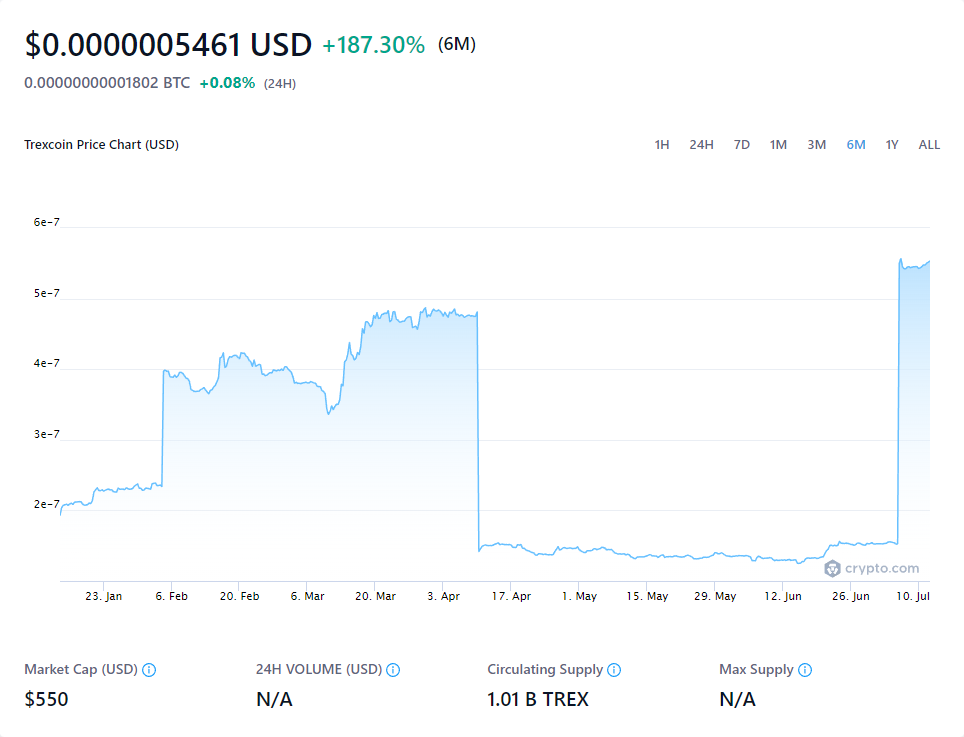 $0.0000005461 USD +187.30% (6M)
0.00000000001802 BTC +0.08% (24H)
Trexcoin Price Chart (USD) 1H 24H 7D 1M 3M 6M 1Y ALL
6e-7
5e-7
4e-7
3e-7
2e-7
crypto.com
23. Jan 6. Feb 20. Feb 6. Mar 20. Mar 3. Apr 17. Apr 1. May 15. May 29. May 12. Jun 26. Jun 10. Jul
Market Cap (USD) 24H VOLUME (USD) Circulating Supply Max Supply
$550 N/A 1.01 B TREX N/A